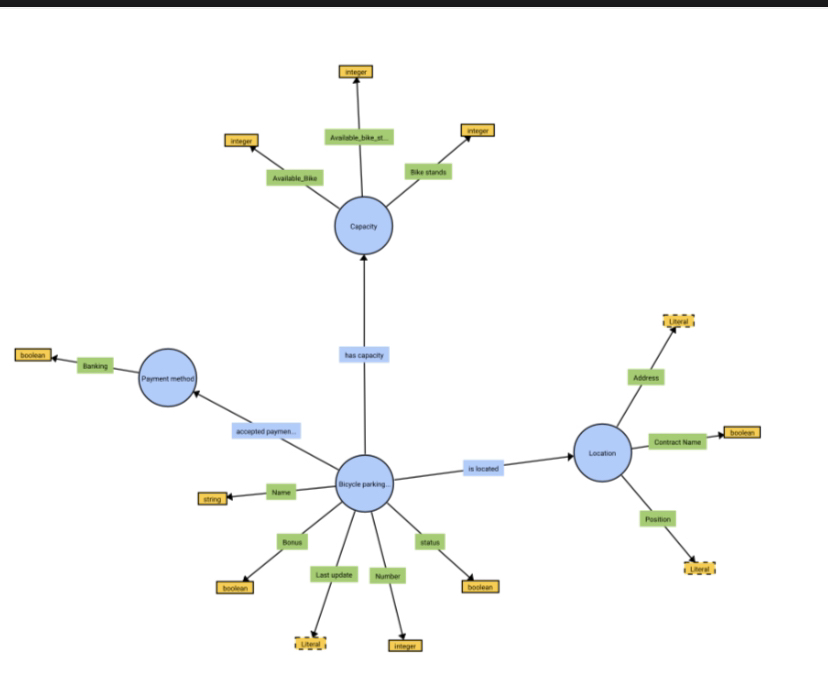 integer
integer
Available_bike_st...
integer
Available_Bike
Bike stands
Capacity
Literal
boolean
has capacity
Banking
Payment method
Address
accepted paymen...
boolean
Contract Name
Location
is located
Bicycle parking...
Name
string
Position
Bonus
status
Last update
Number
Literal
boolean
boolean
Literal
integer